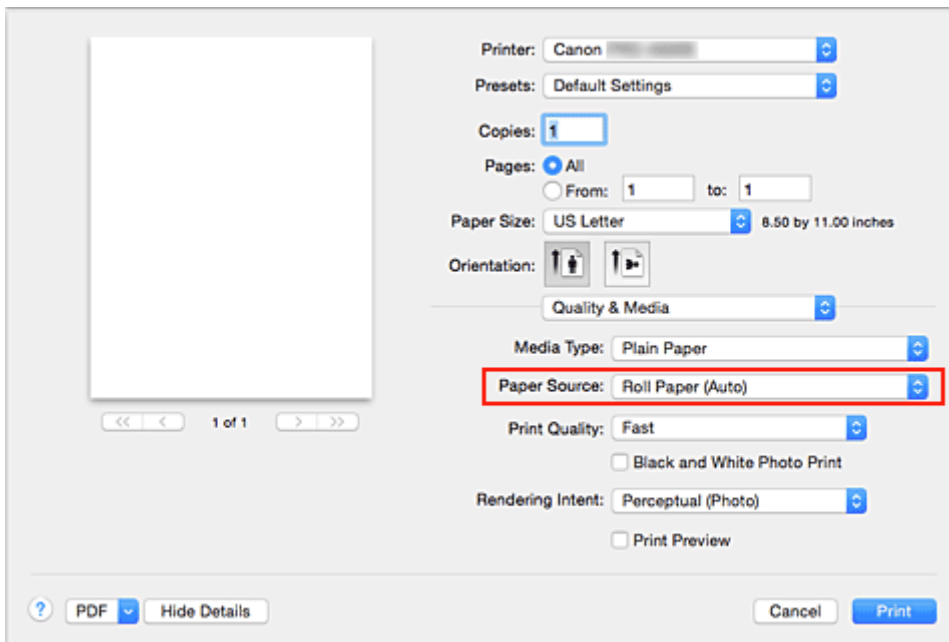 Printer: Canon
Presets: Default Settings
Copies: 1
Pages: All
From: 1 to: 1
Paper Size: US Letter 8.50 by 11.00 inches
Orientation:
Quality & Media
Media Type: Plain Paper
Paper Source: Roll Paper (Auto)
<< < 1 of 1 > >>
Print Quality: Fast
Black and White Photo Print
Rendering Intent: Perceptual (Photo)
Print Preview
? PDF Hide Details Cancel Print